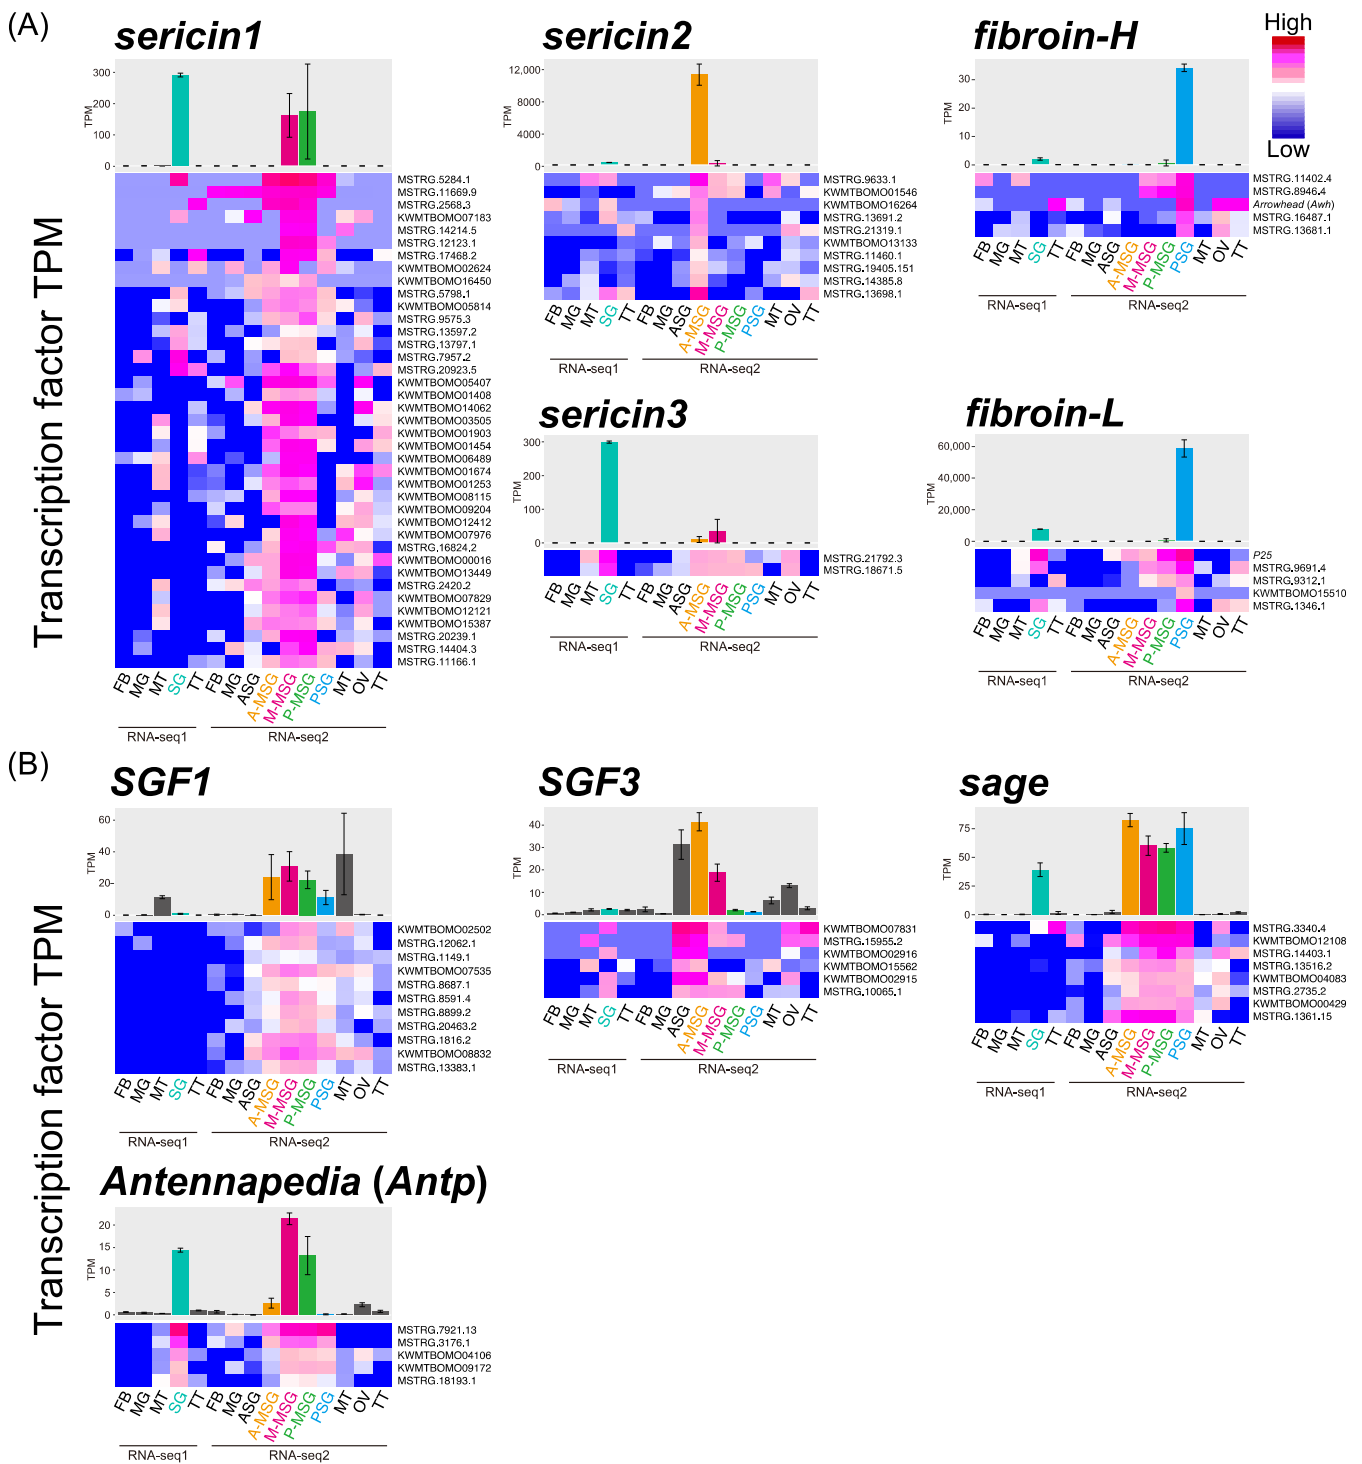 (A)
Transcription factor TPM
sericin1
TPM
300
200
100
0
MSTRG.5284.1
MSTRG.11669.9
MSTRG.2568.3
KWMTBOMO07183
MSTRG.14214.5
MSTRG.12123.1
MSTRG.17468.2
KWMTBOMO02624
KWMTBOMO16450
MSTRG.5798.1
KWMTBOMO05814
MSTRG.9575.3
MSTRG.13597.2
MSTRG.13797.1
MSTRG.7957.2
MSTRG.20923.5
KWMTBOMO05407
KWMTBOMO01408
KWMTBOMO14062
KWMTBOMO03505
KWMTBOMO01903
KWMTBOMO01454
KWMTBOMO06489
KWMTBOMO01674
KWMTBOMO01253
KWMTBOMO08115
KWMTBOMO09204
KWMTBOMO12412
KWMTBOMO07976
MSTRG.16824.2
KWMTBOMO00016
KWMTBOMO13449
MSTRG.2420.2
KWMTBOMO07829
KWMTBOMO12121
KWMTBOMO15387
MSTRG.20239.1
MSTRG.14404.3
MSTRG.11166.1
FB MG MT SG TT FB MG ASG A-MSG M-MSG P-MSG PSG MT OV TT
RNA-seq1 RNA-seq2
sericin2
TPM
12,000
8000
4000
0
MSTRG.9633.1
KWMTBOMO01546
KWMTBOMO16264
MSTRG.13691.2
MSTRG.21319.1
KWMTBOMO13133
MSTRG.11460.1
MSTRG.19405.151
MSTRG.14385.8
MSTRG.13698.1
FB MG MT SG TT FB MG ASG A-MSG M-MSG P-MSG PSG MT OV TT
RNA-seq1 RNA-seq2
fibroin-H
TPM
30
20
10
0
High
Low
MSTRG.11402.4
MSTRG.8946.4
Arrowhead (Awh)
MSTRG.16487.1
MSTRG.13681.1
FB MG MT SG TT FB MG ASG A-MSG M-MSG P-MSG PSG MT OV TT
RNA-seq1 RNA-seq2
sericin3
TPM
300
200
100
0
MSTRG.21792.3
MSTRG.18671.5
FB MG MT SG TT FB MG ASG A-MSG M-MSG P-MSG PSG MT OV TT
RNA-seq1 RNA-seq2
fibroin-L
TPM
60,000
40,000
20,000
0
P25
MSTRG.9691.4
MSTRG.9312.1
KWMTBOMO15510
MSTRG.1346.1
FB MG MT SG TT FB MG ASG A-MSG M-MSG P-MSG PSG MT OV TT
RNA-seq1 RNA-seq2
(B)
Transcription factor TPM
SGF1
TPM
60
40
20
0
KWMTBOMO02502
MSTRG.12062.1
MSTRG.1149.1
KWMTBOMO07535
MSTRG.8687.1
MSTRG.8591.4
MSTRG.8899.2
MSTRG.20463.2
MSTRG.1816.2
KWMTBOMO08832
MSTRG.13383.1
FB MG MT SG TT FB MG ASG A-MSG M-MSG P-MSG PSG MT OV TT
RNA-seq1 RNA-seq2
SGF3
TPM
40
30
20
10
0
KWMTBOMO07831
MSTRG.15955.2
KWMTBOMO02916
KWMTBOMO15562
KWMTBOMO02915
MSTRG.10065.1
FB MG MT SG TT FB MG ASG A-MSG M-MSG P-MSG PSG MT OV TT
RNA-seq1 RNA-seq2
sage
TPM
75
50
25
0
MSTRG.3340.4
KWMTBOMO12108
MSTRG.14403.1
MSTRG.13516.2
KWMTBOMO04083
MSTRG.2735.2
KWMTBOMO00429
MSTRG.1361.15
FB MG MT SG TT FB MG ASG A-MSG M-MSG P-MSG PSG MT OV TT
RNA-seq1 RNA-seq2
Antennapedia (Antp)
TPM
20
15
10
5
0
MSTRG.7921.13
MSTRG.3176,1
KWMTBOMO04106
KWMTBOMO09172
MSTRG.18193.1
FB MG MT SG TT FB MG ASG A-MSG M-MSG P-MSG PSG MT OV TT
RNA-seq1 RNA-seq2